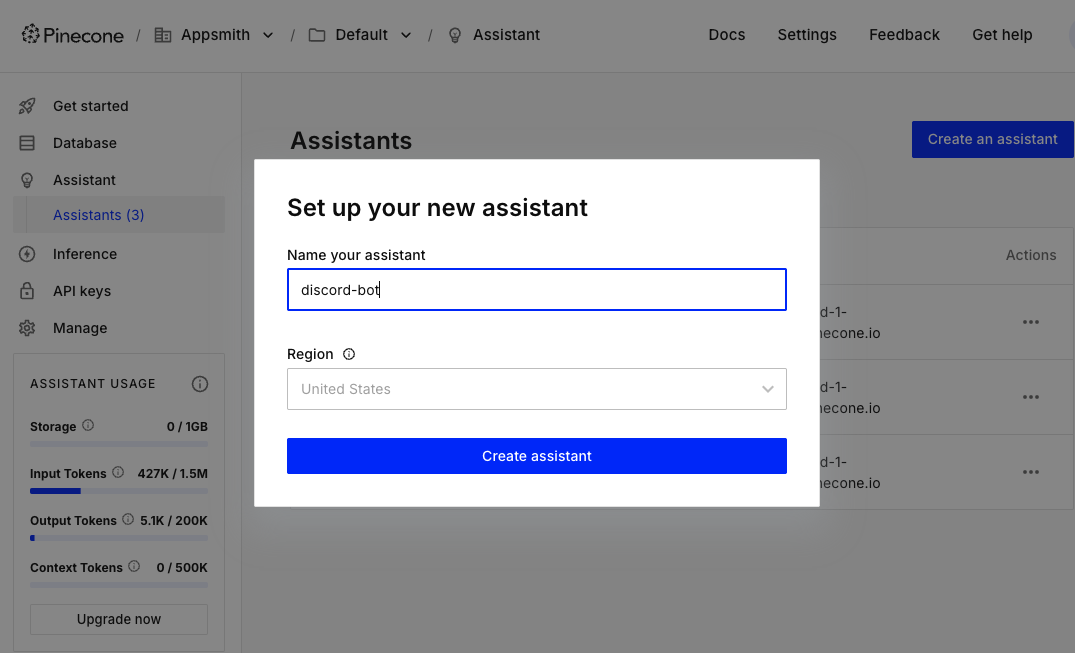 Pinecone / Appsmith / Default / Assistant Docs Settings Feedback Get help
Get started
Database
Assistant
Assistants (3)
Inference
API keys
Manage
ASSISTANT USAGE
Storage 0 / 1GB
Input Tokens 427K / 1.5M
Output Tokens 5.1K / 200K
Context Tokens 0 / 500K
Upgrade now
Assistants
Create an assistant
Set up your new assistant
Name your assistant
discord-bot
Region
United States
Create assistant
Actions
d-1-
necone.io
d-1-
necone.io
d-1-
necone.io